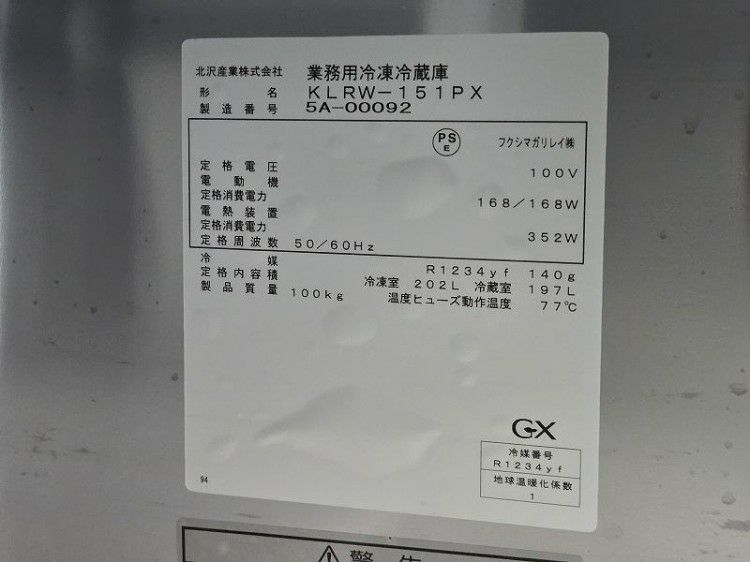 北沢産業株式会社 業務用冷凍冷蔵庫
形名 KLRW-151PX
製造番号 5A-00092
PS E フクシマガリレイ㈱
定格電圧 100V
電動機
定格消費電力 168/168W
電熱装置
定格消費電力 352W
定格周波数 50/60Hz
冷媒 R1234yf 140g
定格内容積 冷凍室 202L 冷蔵室 197L
製品質量 100kg 温度ヒューズ動作温度 77℃
GX
冷媒番号
R1234yf
地球温暖化係数
1
94
警告